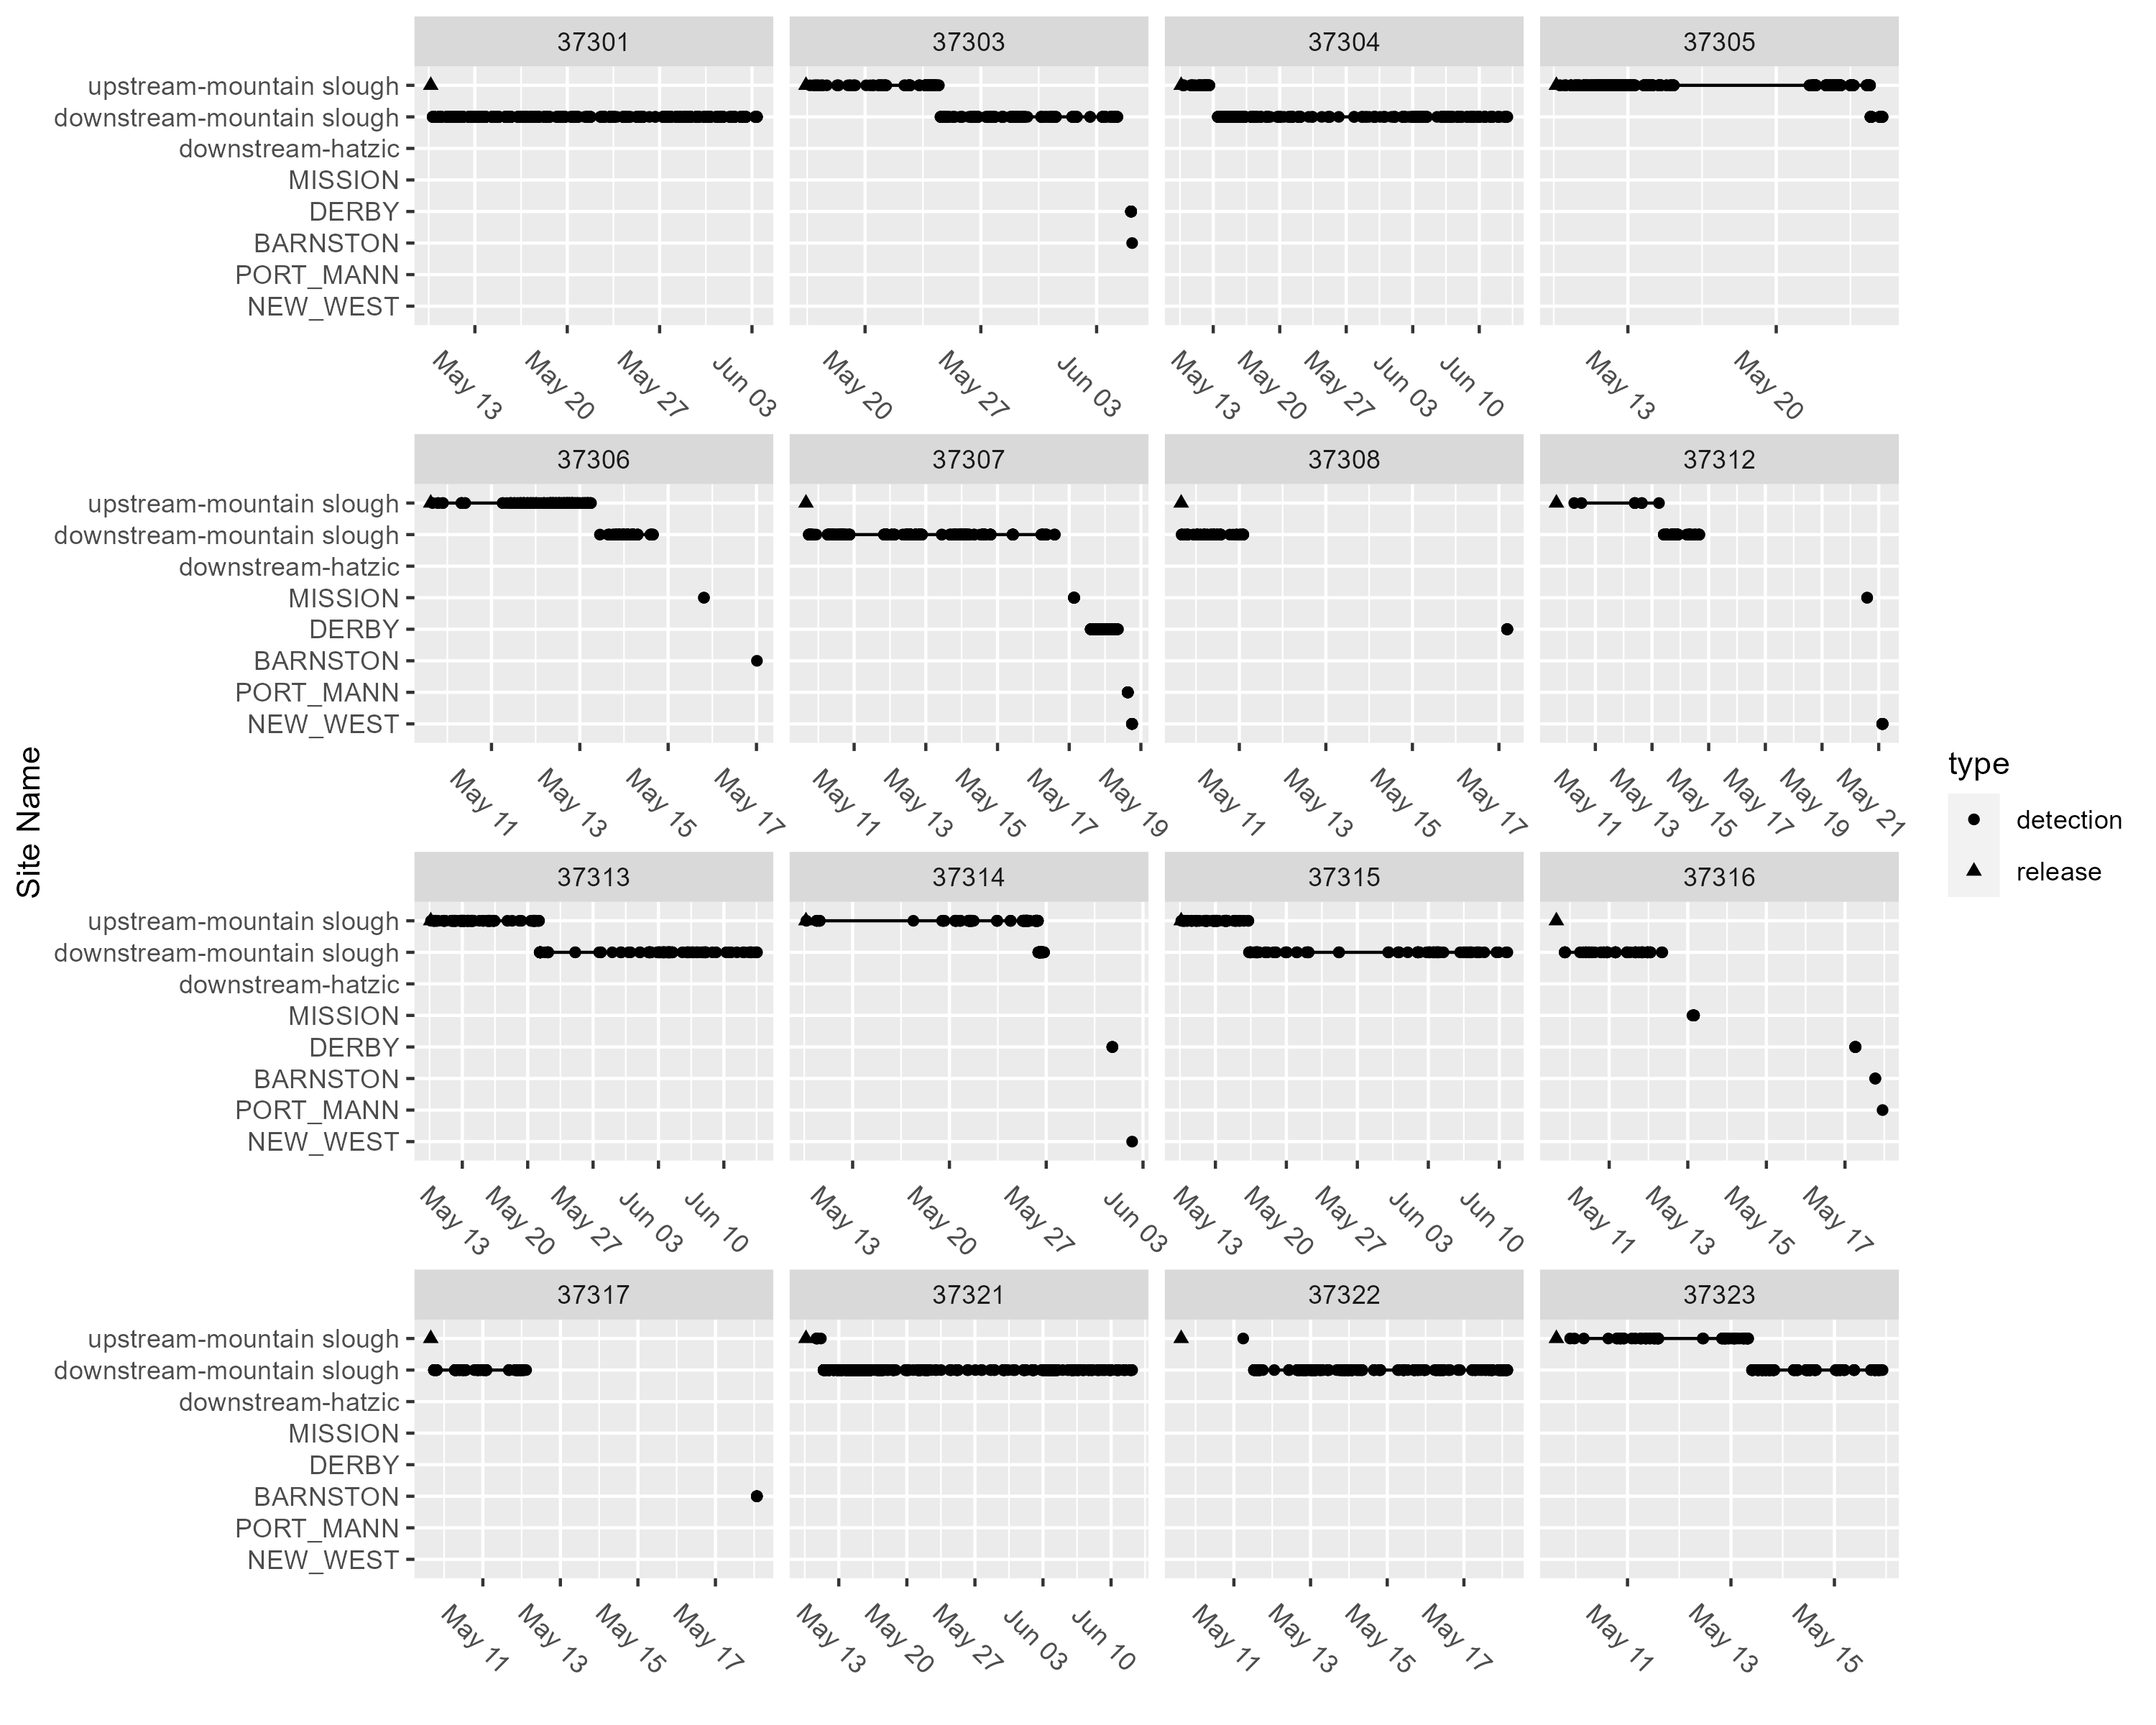 37301 37303 37304 37305
upstream-mountain slough
downstream-mountain slough
downstream-hatzic
MISSION
DERBY
BARNSTON
PORT_MANN
NEW_WEST
May 13 May 20 May 27 Jun 03 May 20 May 27 Jun 03 May 13 May 20 May 27 Jun 03 Jun 10 May 13 May 20
37306 37307 37308 37312
upstream-mountain slough
downstream-mountain slough
downstream-hatzic
MISSION
DERBY
BARNSTON
PORT_MANN
NEW_WEST
May 11 May 13 May 15 May 17 May 11 May 13 May 15 May 17 May 19 May 11 May 13 May 15 May 17 May 11 May 13 May 15 May 17 May 19 May 21
Site Name
type
detection
release
37313 37314 37315 37316
upstream-mountain slough
downstream-mountain slough
downstream-hatzic
MISSION
DERBY
BARNSTON
PORT_MANN
NEW_WEST
May 13 May 20 May 27 Jun 03 Jun 10 May 13 May 20 May 27 Jun 03 May 13 May 20 May 27 Jun 03 Jun 10 May 11 May 13 May 15 May 17
37317 37321 37322 37323
upstream-mountain slough
downstream-mountain slough
downstream-hatzic
MISSION
DERBY
BARNSTON
PORT_MANN
NEW_WEST
May 11 May 13 May 15 May 17 May 13 May 20 May 27 Jun 03 Jun 10 May 11 May 13 May 15 May 17 May 11 May 13 May 15